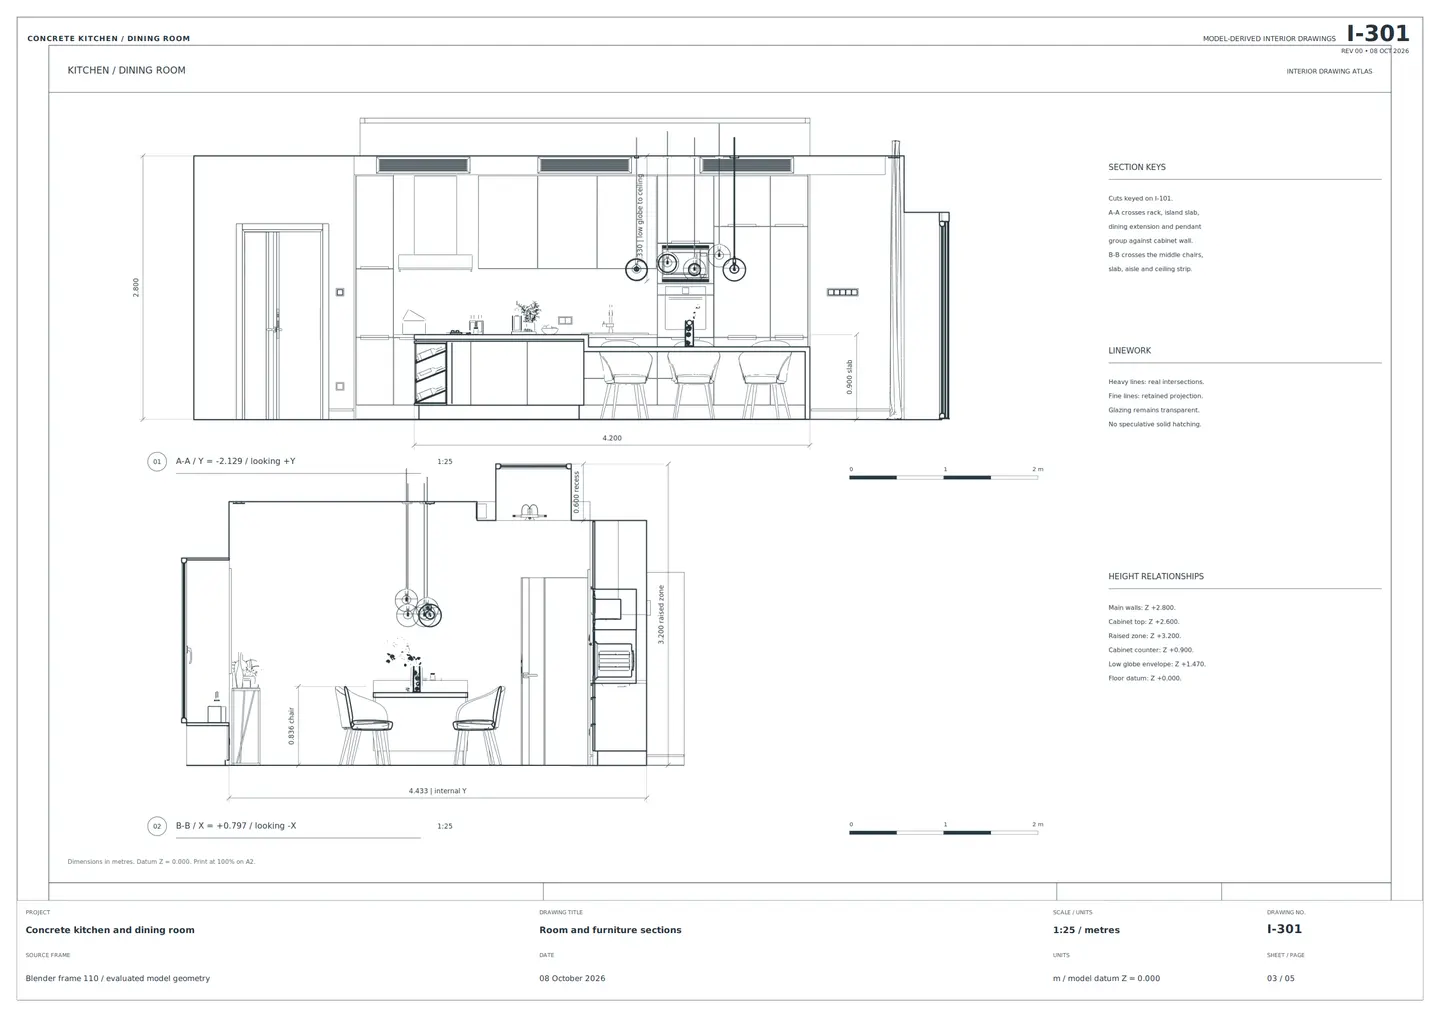 CONCRETE KITCHEN / DINING ROOM
MODEL-DERIVED INTERIOR DRAWINGS
I-301
REV 00 • 08 OCT 2026
KITCHEN / DINING ROOM
INTERIOR DRAWING ATLAS
2.800
.330 | low globe to ceiling
0.900 slab
4.200
01
A-A / Y = -2.129 / looking +Y
1:25
0
1
2 m
0.600 recess
3.200 raised zone
0.836 chair
4.433 | internal Y
02
B-B / X = +0.797 / looking -X
1:25
0
1
2 m
SECTION KEYS
Cuts keyed on I-101.
A-A crosses rack, island slab,
dining extension and pendant
group against cabinet wall.
B-B crosses the middle chairs,
slab, aisle and ceiling strip.
LINEWORK
Heavy lines: real intersections.
Fine lines: retained projection.
Glazing remains transparent.
No speculative solid hatching.
HEIGHT RELATIONSHIPS
Main walls: Z +2.800.
Cabinet top: Z +2.600.
Raised zone: Z +3.200.
Cabinet counter: Z +0.900.
Low globe envelope: Z +1.470.
Floor datum: Z +0.000.
Dimensions in metres. Datum Z = 0.000. Print at 100% on A2.
PROJECT
Concrete kitchen and dining room
SOURCE FRAME
Blender frame 110 / evaluated model geometry
DRAWING TITLE
Room and furniture sections
DATE
08 October 2026
SCALE / UNITS
1:25 / metres
UNITS
m / model datum Z = 0.000
DRAWING NO.
I-301
SHEET / PAGE
03 / 05